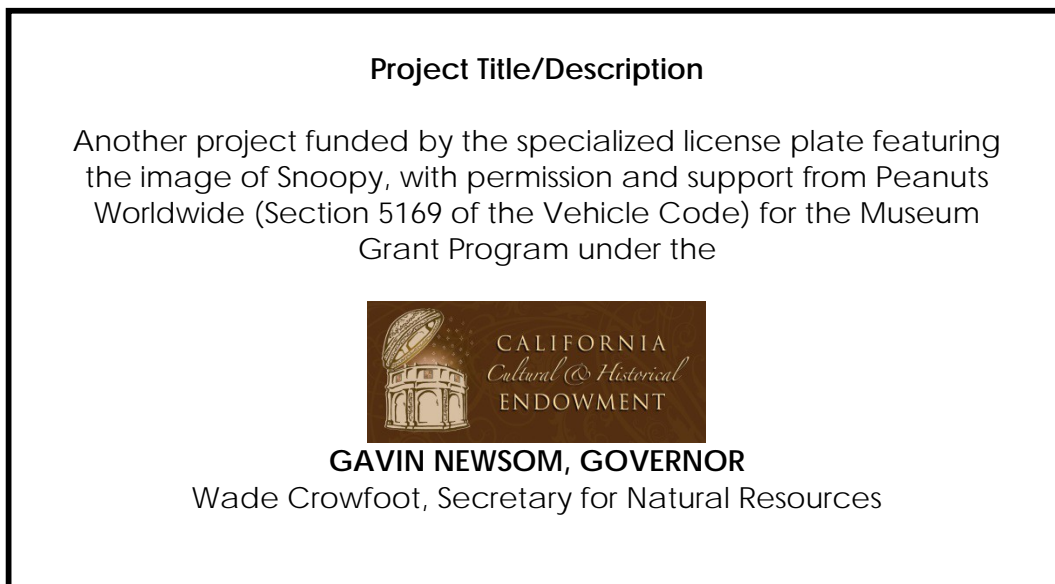 Project Title/Description
Another project funded by the specialized license plate featuring
the image of Snoopy, with permission and support from Peanuts
Worldwide (Section 5169 of the Vehicle Code) for the Museum
Grant Program under the
CALIFORNIA
Cultural & Historical
ENDOWMENT
GAVIN NEWSOM, GOVERNOR
Wade Crowfoot, Secretary for Natural Resources